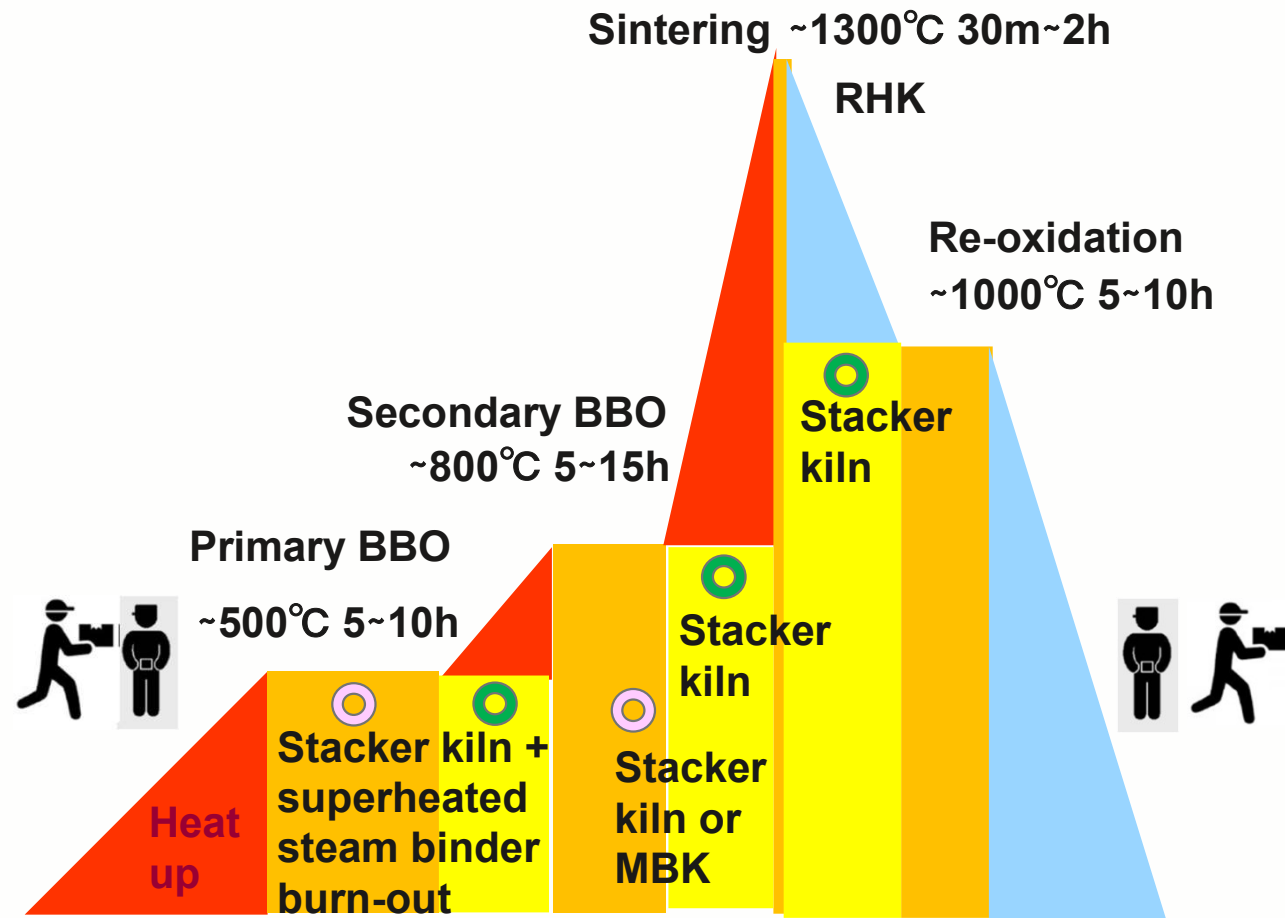 Sintering ~1300℃ 30m~2h
RHK
Re-oxidation
~1000℃ 5~10h
Secondary BBO
~800℃ 5~15h
Primary BBO
~500℃ 5~10h
Heat
up
Stacker kiln +
superheated
steam binder
burn-out
Stacker
kiln or
MBK
Stacker
kiln
Stacker
kiln